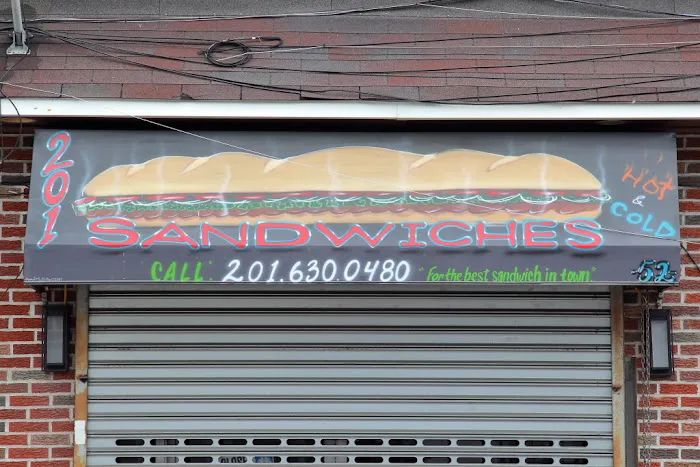 201
HOT
&
COLD
SANDWICHES
CALL: 201.630.0480 "For the best sandwich in town"
52